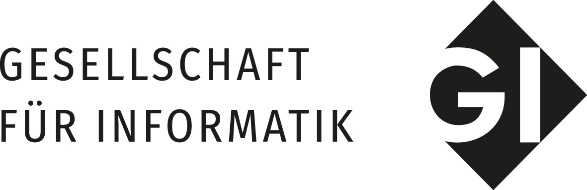 GESELLSCHAFT
FÜR INFORMATIK
GI